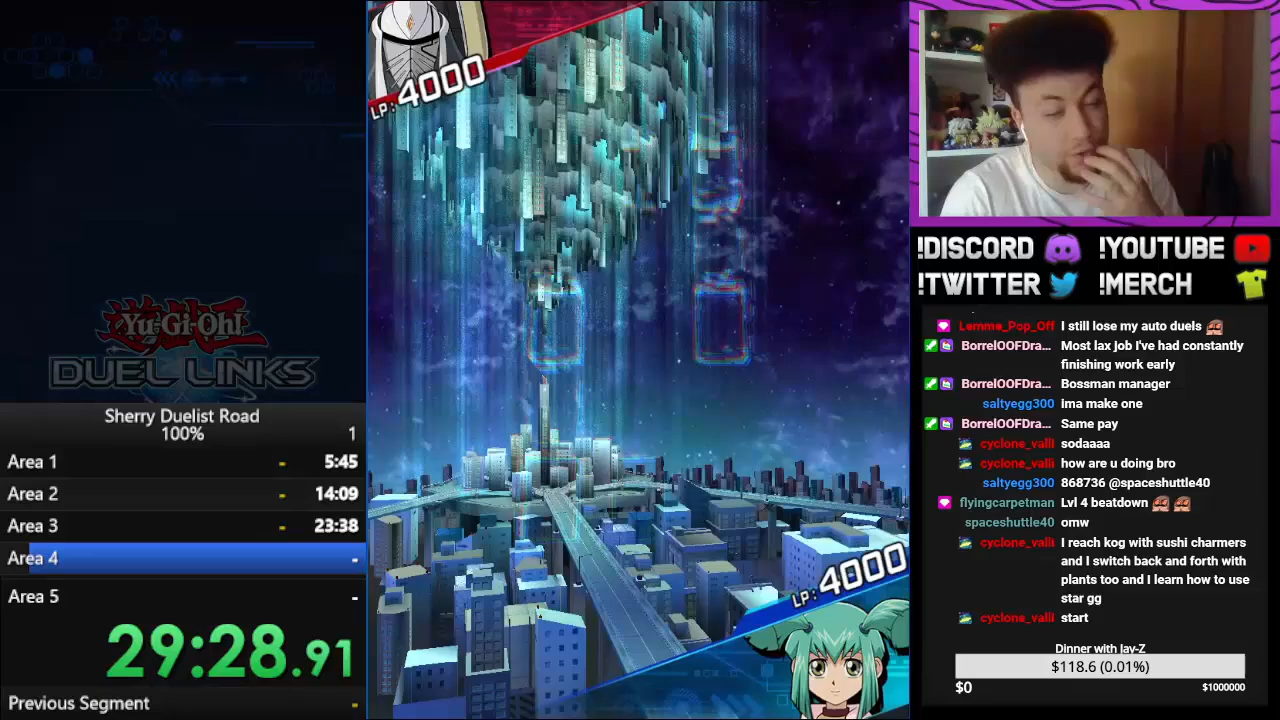 LP: 4000
LP: 4000
Yu-Gi-Oh!
DUEL LINKS
Sherry Duelist Road
100% 1
Area 1 - 5:45
Area 2 - 14:09
Area 3 - 23:38
Area 4 -
Area 5 -
29:28.91
Previous Segment -
!DISCORD !YOUTUBE
!TWITTER !MERCH
Lemme_Pop_Off I still lose my auto duels
BorrelOOFDra... Most lax job I've had constantly
finishing work early
BorrelOOFDra... Bossman manager
saltyegg300 ima make one
BorrelOOFDra... Same pay
cyclone_valli sodaaaa
cyclone_valli how are u doing bro
saltyegg300 868736 @spaceshuttle40
flyingcarpetman Lvl 4 beatdown
spaceshuttle40 omw
cyclone_valli I reach kog with sushi charmers
and I switch back and forth with
plants too and I learn how to use
star gg
cyclone_valli start
Dinner with Jay-Z
$118.6 (0.01%)
$0 $1000000